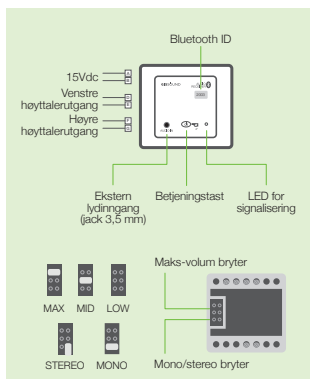 Bluetooth ID
15Vdc
Venstre
høyttalerutgang
Høyre
høyttalerutgang
AUDIO IN
Ekstern
lydinngang
(jack 3,5 mm)
Betjeningstast
LED for
signalisering
Maks-volum bryter
MAX MID LOW
STEREO MONO
Mono/stereo bryter